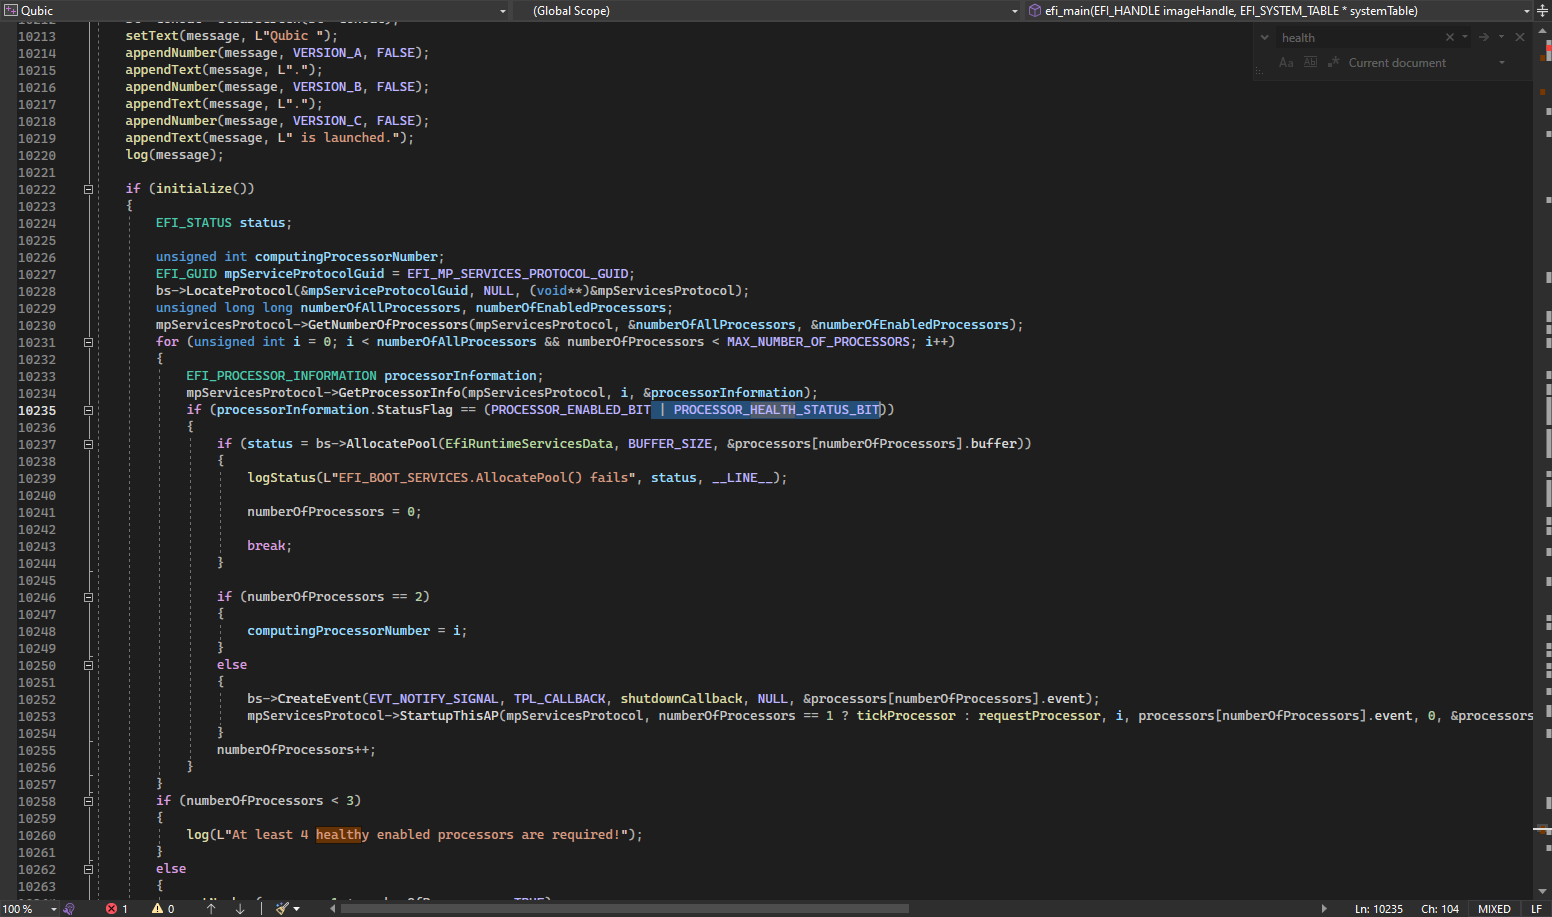 Qubic (Global Scope) efi_main(EFI_HANDLE imageHandle, EFI_SYSTEM_TABLE * systemTable)
health
Aa Ab .* Current document
10213 setText(message, L"Qubic ");
10214 appendNumber(message, VERSION_A, FALSE);
10215 appendText(message, L".");
10216 appendNumber(message, VERSION_B, FALSE);
10217 appendText(message, L".");
10218 appendNumber(message, VERSION_C, FALSE);
10219 appendText(message, L" is launched.");
10220 log(message);
10221
10222 if (initialize())
10223 {
10224 EFI_STATUS status;
10225
10226 unsigned int computingProcessorNumber;
10227 EFI_GUID mpServiceProtocolGuid = EFI_MP_SERVICES_PROTOCOL_GUID;
10228 bs->LocateProtocol(&mpServiceProtocolGuid, NULL, (void**)&mpServicesProtocol);
10229 unsigned long long numberOfAllProcessors, numberOfEnabledProcessors;
10230 mpServicesProtocol->GetNumberOfProcessors(mpServicesProtocol, &numberOfAllProcessors, &numberOfEnabledProcessors);
10231 for (unsigned int i = 0; i < numberOfAllProcessors && numberOfProcessors < MAX_NUMBER_OF_PROCESSORS; i++)
10232 {
10233 EFI_PROCESSOR_INFORMATION processorInformation;
10234 mpServicesProtocol->GetProcessorInfo(mpServicesProtocol, i, &processorInformation);
10235 if (processorInformation.StatusFlag == (PROCESSOR_ENABLED_BIT | PROCESSOR_HEALTH_STATUS_BIT))
10236 {
10237 if (status = bs->AllocatePool(EfiRuntimeServicesData, BUFFER_SIZE, &processors[numberOfProcessors].buffer))
10238 {
10239 logStatus(L"EFI_BOOT_SERVICES.AllocatePool() fails", status, __LINE__);
10240
10241 numberOfProcessors = 0;
10242
10243 break;
10244 }
10245
10246 if (numberOfProcessors == 2)
10247 {
10248 computingProcessorNumber = i;
10249 }
10250 else
10251 {
10252 bs->CreateEvent(EVT_NOTIFY_SIGNAL, TPL_CALLBACK, shutdownCallback, NULL, &processors[numberOfProcessors].event);
10253 mpServicesProtocol->StartupThisAP(mpServicesProtocol, numberOfProcessors == 1 ? tickProcessor : requestProcessor, i, processors[numberOfProcessors].event, 0, &processors
10254 }
10255 numberOfProcessors++;
10256 }
10257 }
10258 if (numberOfProcessors < 3)
10259 {
10260 log(L"At least 4 healthy enabled processors are required!");
10261 }
10262 else
10263 {
100 % 1 0 Ln: 10235 Ch: 104 MIXED LF